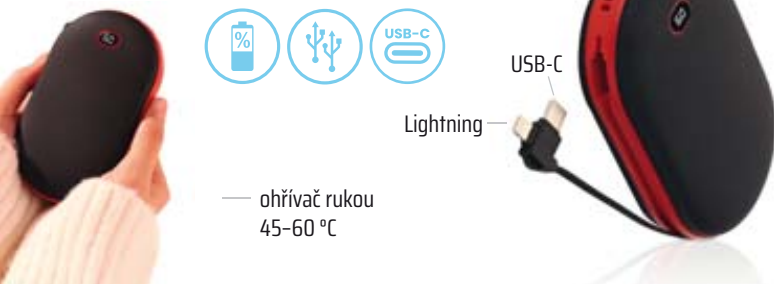 %
USB-C
USB-C
Lightning
ohřívač rukou
45–60 °C